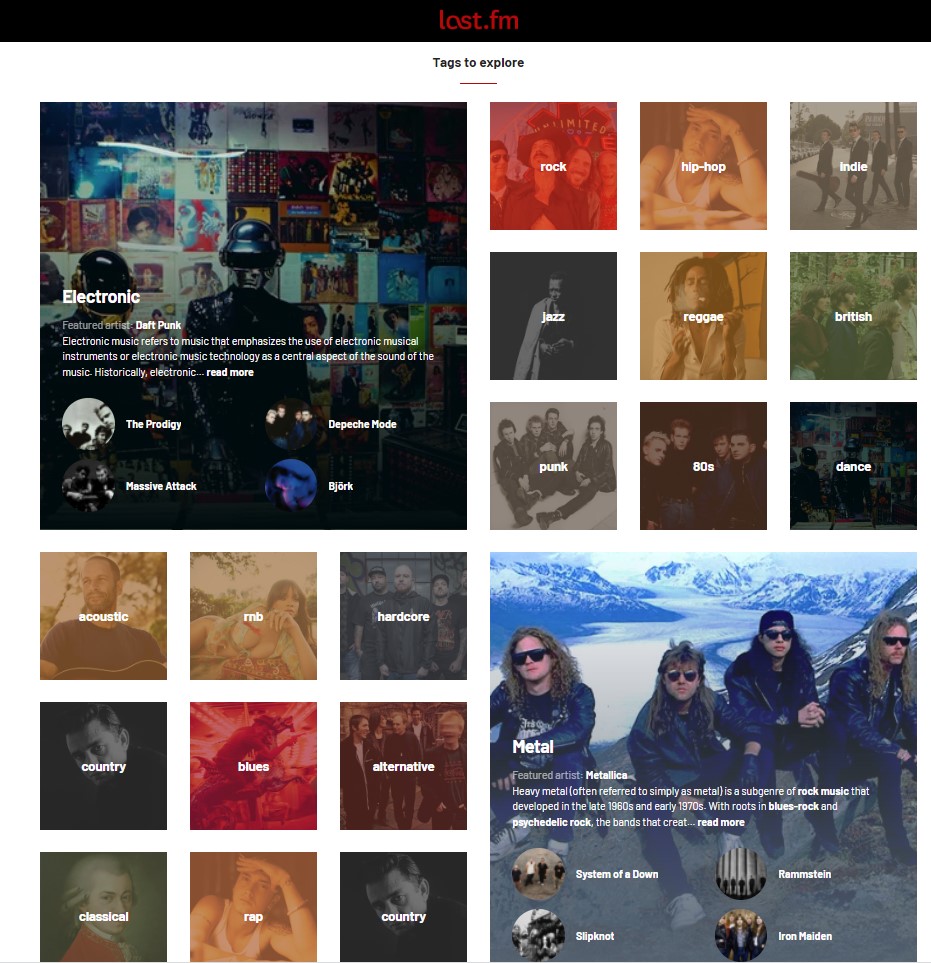 last.fm
Tags to explore
Electronic
Featured artist: Daft Punk
Electronic music refers to music that emphasizes the use of electronic musical
instruments or electronic music technology as a central aspect of the sound of the
music. Historically, electronic... read more
The Prodigy
Depeche Mode
Massive Attack
Björk
UNLIMITED
rock
hip-hop
indie
jazz
reggae
british
punk
80s
dance
acoustic
rnb
hardcore
country
blues
alternative
classical
rap
country
Metal
Featured artist: Metallica
Heavy metal (often referred to simply as metal) is a subgenre of rock music that
developed in the late 1960s and early 1970s. With roots in blues-rock and
psychedelic rock, the bands that creat... read more
System of a Down
Rammstein
Slipknot
Iron Maiden